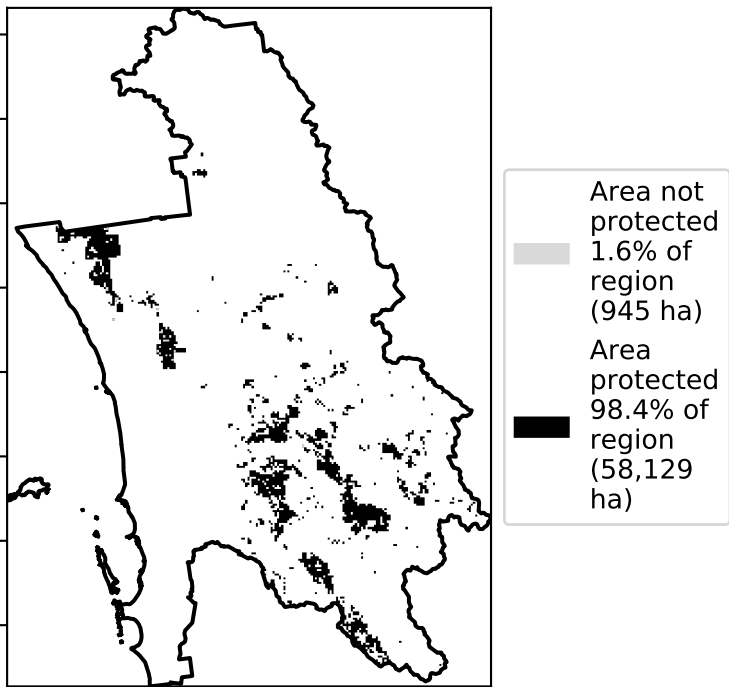 Area not
protected
1.6% of
region
(945 ha)
Area
protected
98.4% of
region
(58,129
ha)